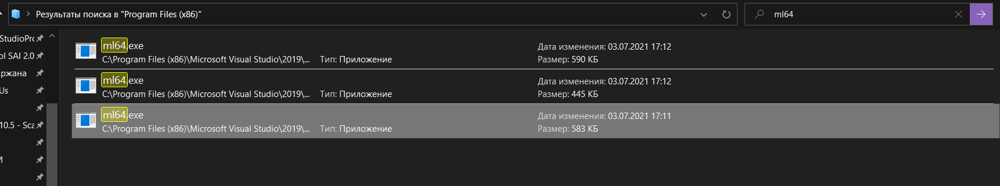 Результаты поиска в "Program Files (x86)"
ml64
StudioPro
ol SAI 2.0
Us
10.5 - Sca
ml64.exe
Дата изменения: 03.07.2021 17:12
C:\Program Files (x86)\Microsoft Visual Studio\2019\...
Тип: Приложение
Размер: 590 КБ
ml64.exe
Дата изменения: 03.07.2021 17:12
C:\Program Files (x86)\Microsoft Visual Studio\2019\...
Тип: Приложение
Размер: 445 КБ
ml64.exe
Дата изменения: 03.07.2021 17:11
C:\Program Files (x86)\Microsoft Visual Studio\2019\...
Тип: Приложение
Размер: 583 КБ